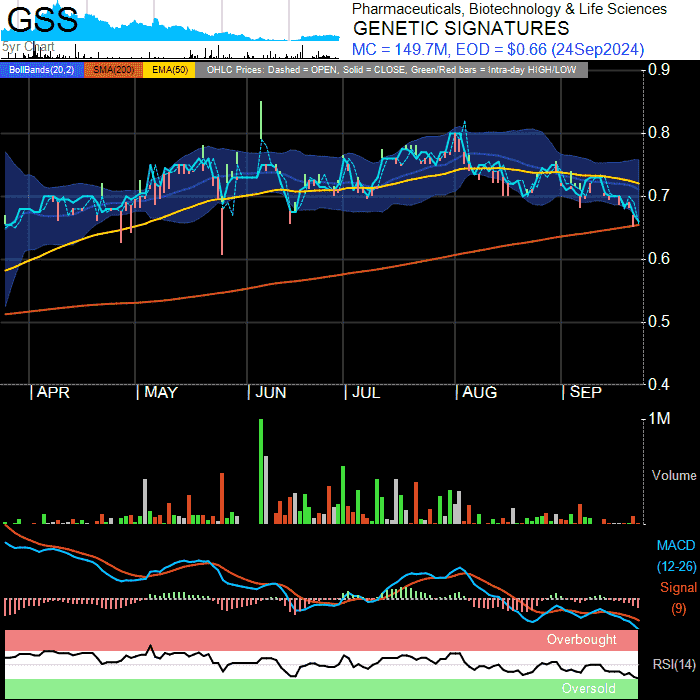 GSS
5yr Chart
Pharmaceuticals, Biotechnology & Life Sciences
GENETIC SIGNATURES
MC = 149.7M, EOD = $0.66 (24Sep2024)
BollBands(20,2) SMA(200) EMA(50) OHLC Prices: Dashed = OPEN, Solid = CLOSE, Green/Red bars = Intra-day HIGH/LOW
0.9
0.8
0.7
0.6
0.5
0.4
APR MAY JUN JUL AUG SEP
1M
Volume
MACD
(12-26)
Signal
(9)
Overbought
RSI(14)
Oversold